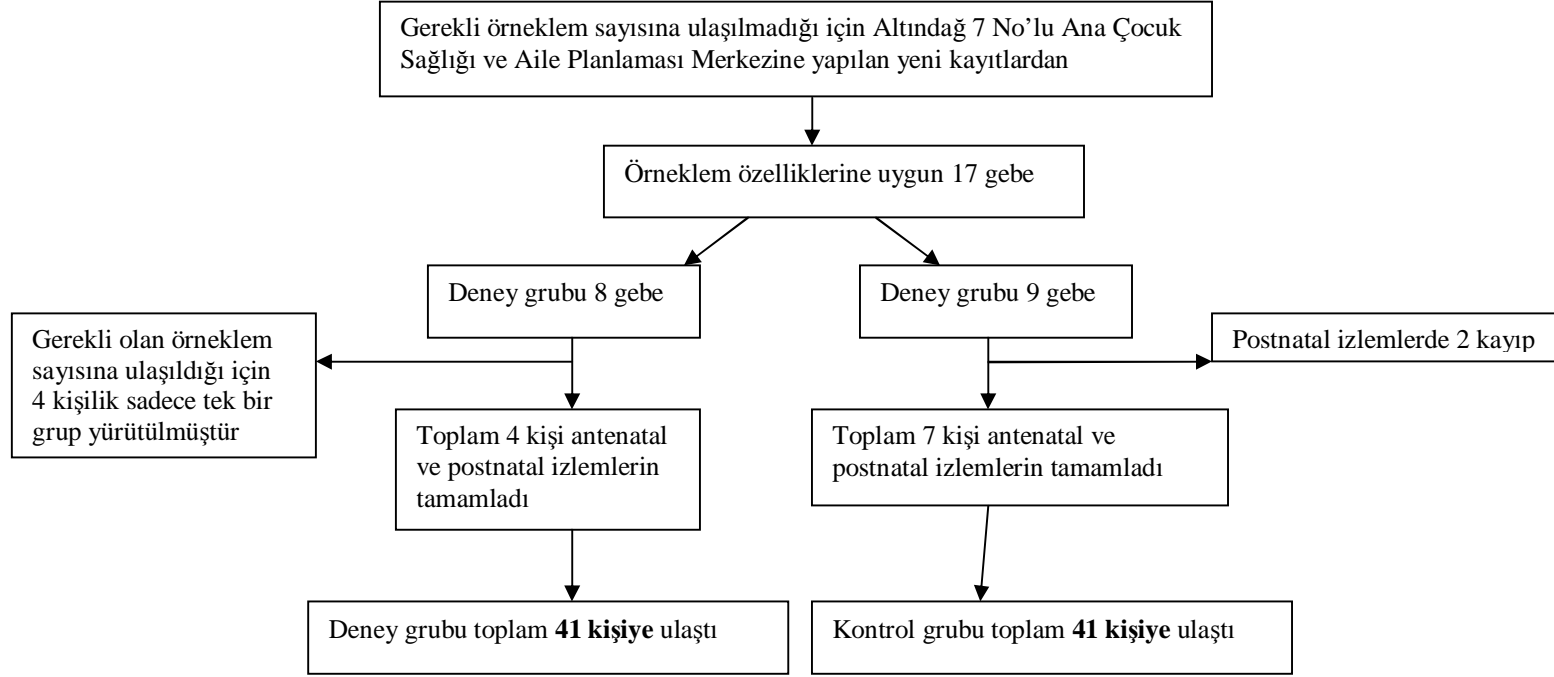 Gerekli örneklem sayısına ulaşılmadığı için Altındağ 7 No’lu Ana Çocuk
Sağlığı ve Aile Planlaması Merkezine yapılan yeni kayıtlardan
Örneklem özelliklerine uygun 17 gebe
Deney grubu 8 gebe
Deney grubu 9 gebe
Gerekli olan örneklem
sayısına ulaşıldığı için
4 kişilik sadece tek bir
grup yürütülmüştür
Postnatal izlemlerde 2 kayıp
Toplam 4 kişi antenatal
ve postnatal izlemlerin
tamamladı
Toplam 7 kişi antenatal ve
postnatal izlemlerin tamamladı
Deney grubu toplam 41 kişiye ulaştı
Kontrol grubu toplam 41 kişiye ulaştı